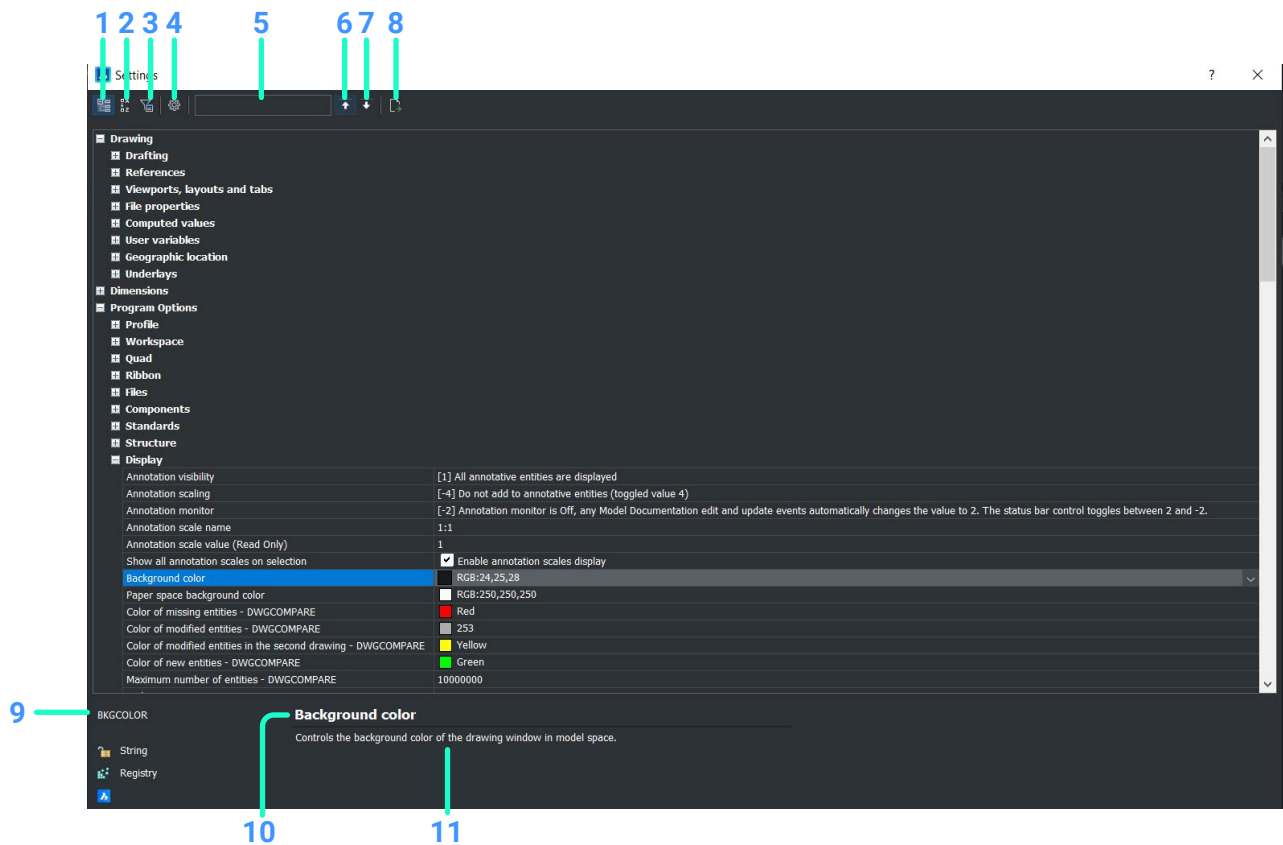 1 2 3 4 5 6 7 8
Settings
Drawing
Drafting
References
Viewports, layouts and tabs
File properties
Computed values
User variables
Geographic location
Underlays
Dimensions
Program Options
Profile
Workspace
Quad
Ribbon
Files
Components
Standards
Structure
Display
Annotation visibility [1] All annotative entities are displayed
Annotation scaling [-4] Do not add to annotative entities (toggled value 4)
Annotation monitor [-2] Annotation monitor is Off, any Model Documentation edit and update events automatically changes the value to 2. The status bar control toggles between 2 and -2.
Annotation scale name 1:1
Annotation scale value (Read Only) 1
Show all annotation scales on selection Enable annotation scales display
Background color RGB:24,25,28
Paper space background color RGB:250,250,250
Color of missing entities - DWGCOMPARE Red
Color of modified entities - DWGCOMPARE 253
Color of modified entities in the second drawing - DWGCOMPARE Yellow
Color of new entities - DWGCOMPARE Green
Maximum number of entities - DWGCOMPARE 10000000
9 BKGCOLOR Background color
Controls the background color of the drawing window in model space.
String
Registry
10 11